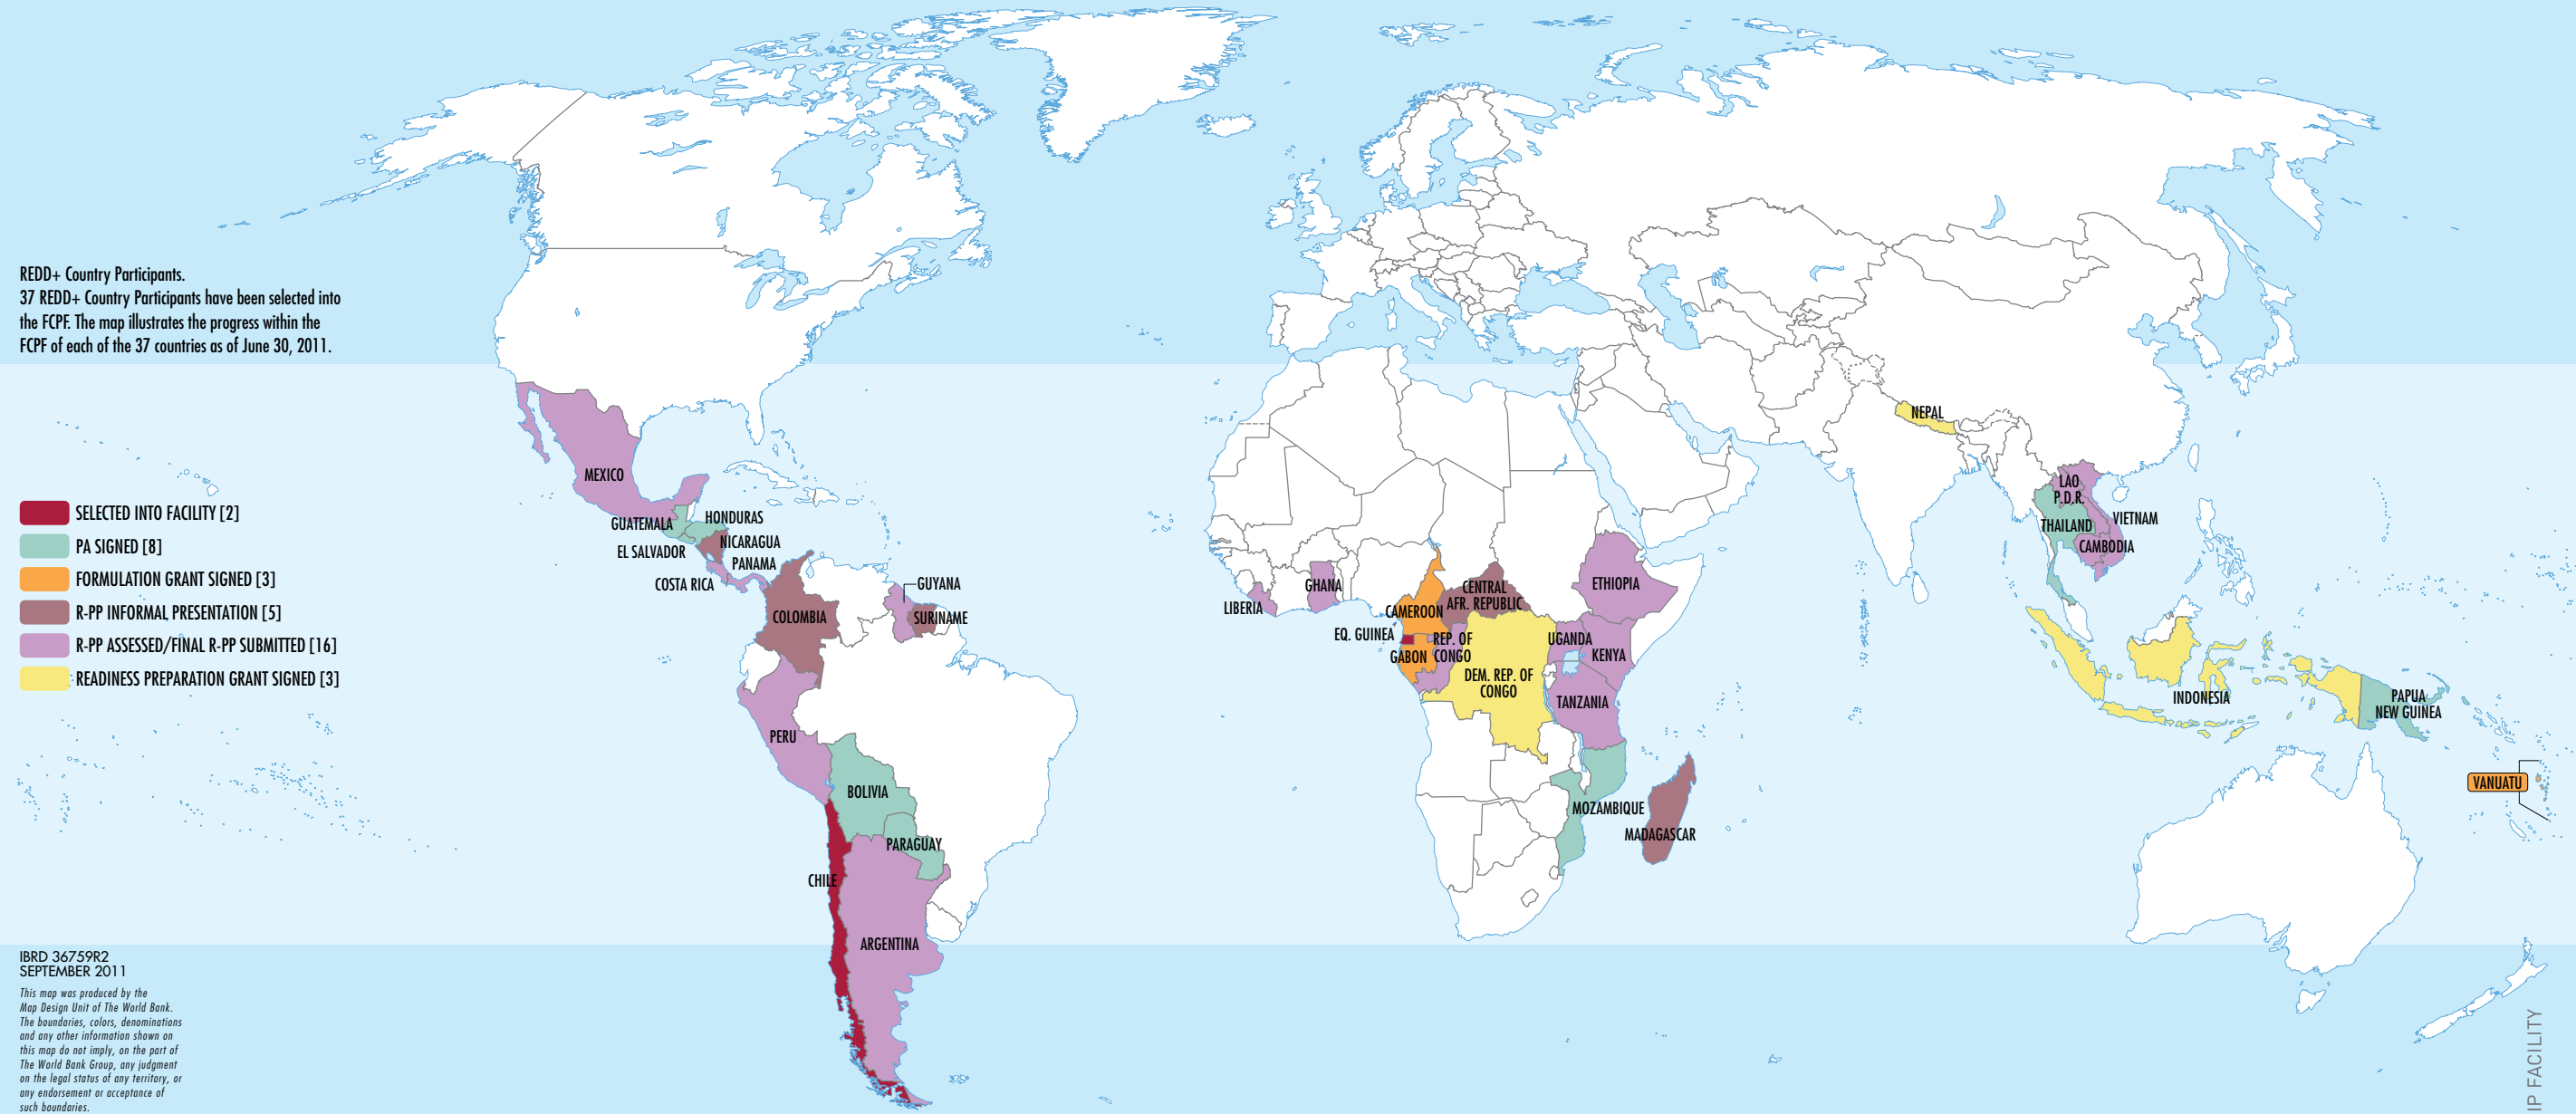 REDD+ Country Participants.
37 REDD+ Country Participants have been selected into
the FCPF. The map illustrates the progress within the
FCPF of each of the 37 countries as of June 30, 2011.
SELECTED INTO FACILITY [2]
PA SIGNED [8]
FORMULATION GRANT SIGNED [3]
R-PP INFORMAL PRESENTATION [5]
R-PP ASSESSED/FINAL R-PP SUBMITTED [16]
READINESS PREPARATION GRANT SIGNED [3]
IBRD 36759R2
SEPTEMBER 2011
This map was produced by the
Map Design Unit of The World Bank.
The boundaries, colors, denominations
and any other information shown on
this map do not imply, on the part of
The World Bank Group, any judgment
on the legal status of any territory, or
any endorsement or acceptance of
such boundaries.
MEXICO
GUATEMALA
HONDURAS
EL SALVADOR
NICARAGUA
COSTA RICA
PANAMA
GUYANA
COLOMBIA
SURINAME
PERU
BOLIVIA
PARAGUAY
CHILE
ARGENTINA
LIBERIA
GHANA
CAMEROON
CENTRAL
AFR. REPUBLIC
ETHIOPIA
EQ. GUINEA
GABON
REP. OF
CONGO
DEM. REP. OF
CONGO
UGANDA
KENYA
TANZANIA
MOZAMBIQUE
MADAGASCAR
NEPAL
LAO
P.D.R.
THAILAND
VIETNAM
CAMBODIA
INDONESIA
PAPUA
NEW GUINEA
VANUATU
IP FACILITY